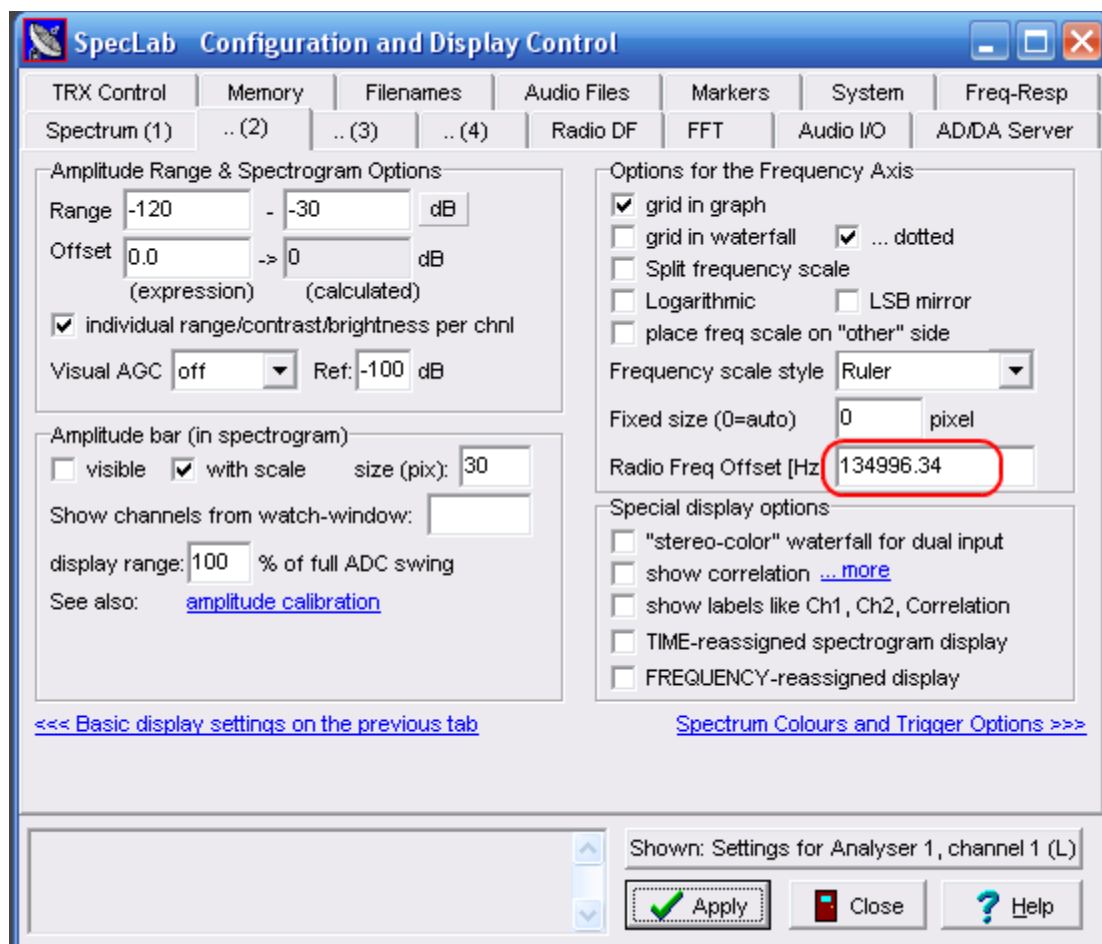 SpecLab Configuration and Display Control
TRX Control Memory Filenames Audio Files Markers System Freq-Resp
Spectrum (1) .. (2) .. (3) .. (4) Radio DF FFT Audio I/O AD/DA Server
Amplitude Range & Spectrogram Options
Range -120 - -30 dB
Offset 0.0 -> 0 dB
(expression) (calculated)
individual range/contrast/brightness per chnl
Visual AGC off Ref: -100 dB
Amplitude bar (in spectrogram)
visible with scale size (pix): 30
Show channels from watch-window:
display range: 100 % of full ADC swing
See also: amplitude calibration
<<< Basic display settings on the previous tab
Options for the Frequency Axis
grid in graph
grid in waterfall ... dotted
Split frequency scale
Logarithmic LSB mirror
place freq scale on "other" side
Frequency scale style Ruler
Fixed size (0=auto) 0 pixel
Radio Freq Offset [Hz 134996.34
Special display options
"stereo-color" waterfall for dual input
show correlation ... more
show labels like Ch1, Ch2, Correlation
TIME-reassigned spectrogram display
FREQUENCY-reassigned display
Spectrum Colours and Trigger Options >>>
Shown: Settings for Analyser 1, channel 1 (L)
Apply Close ? Help